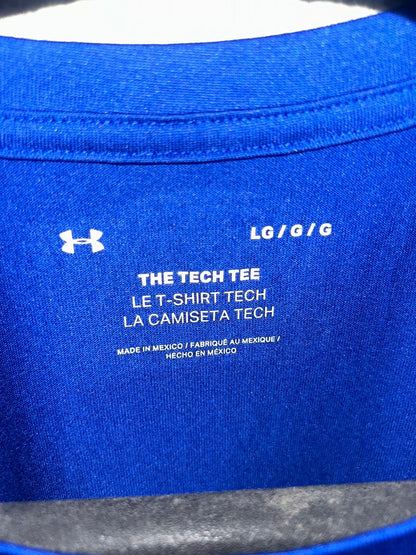 LG / G / G
THE TECH TEE
LE T-SHIRT TECH
LA CAMISETA TECH
MADE IN MEXICO / FABRIQUÉ AU MEXIQUE /
HECHO EN MÉXICO